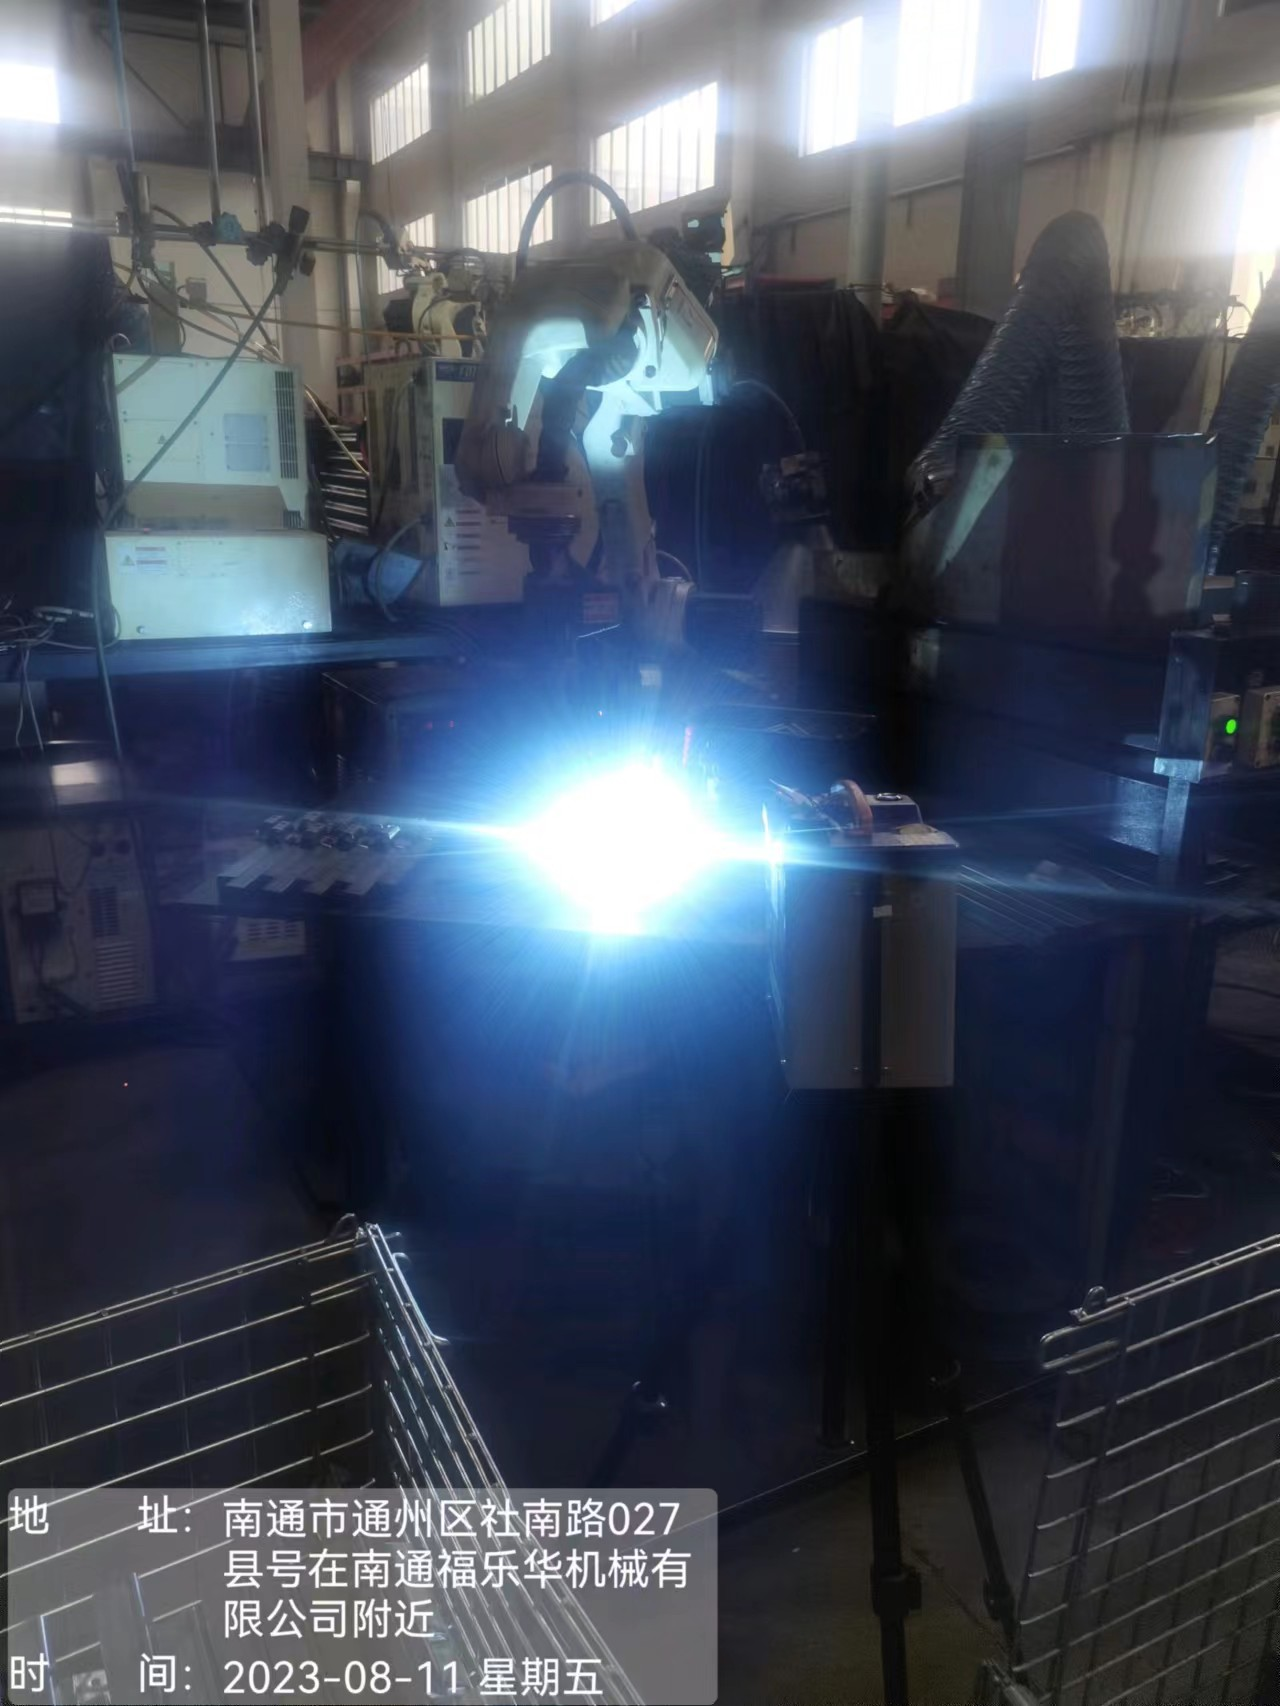 地 址: 南通市通州区社南路027
县号在南通福乐华机械有
限公司附近
时 间: 2023-08-11 星期五